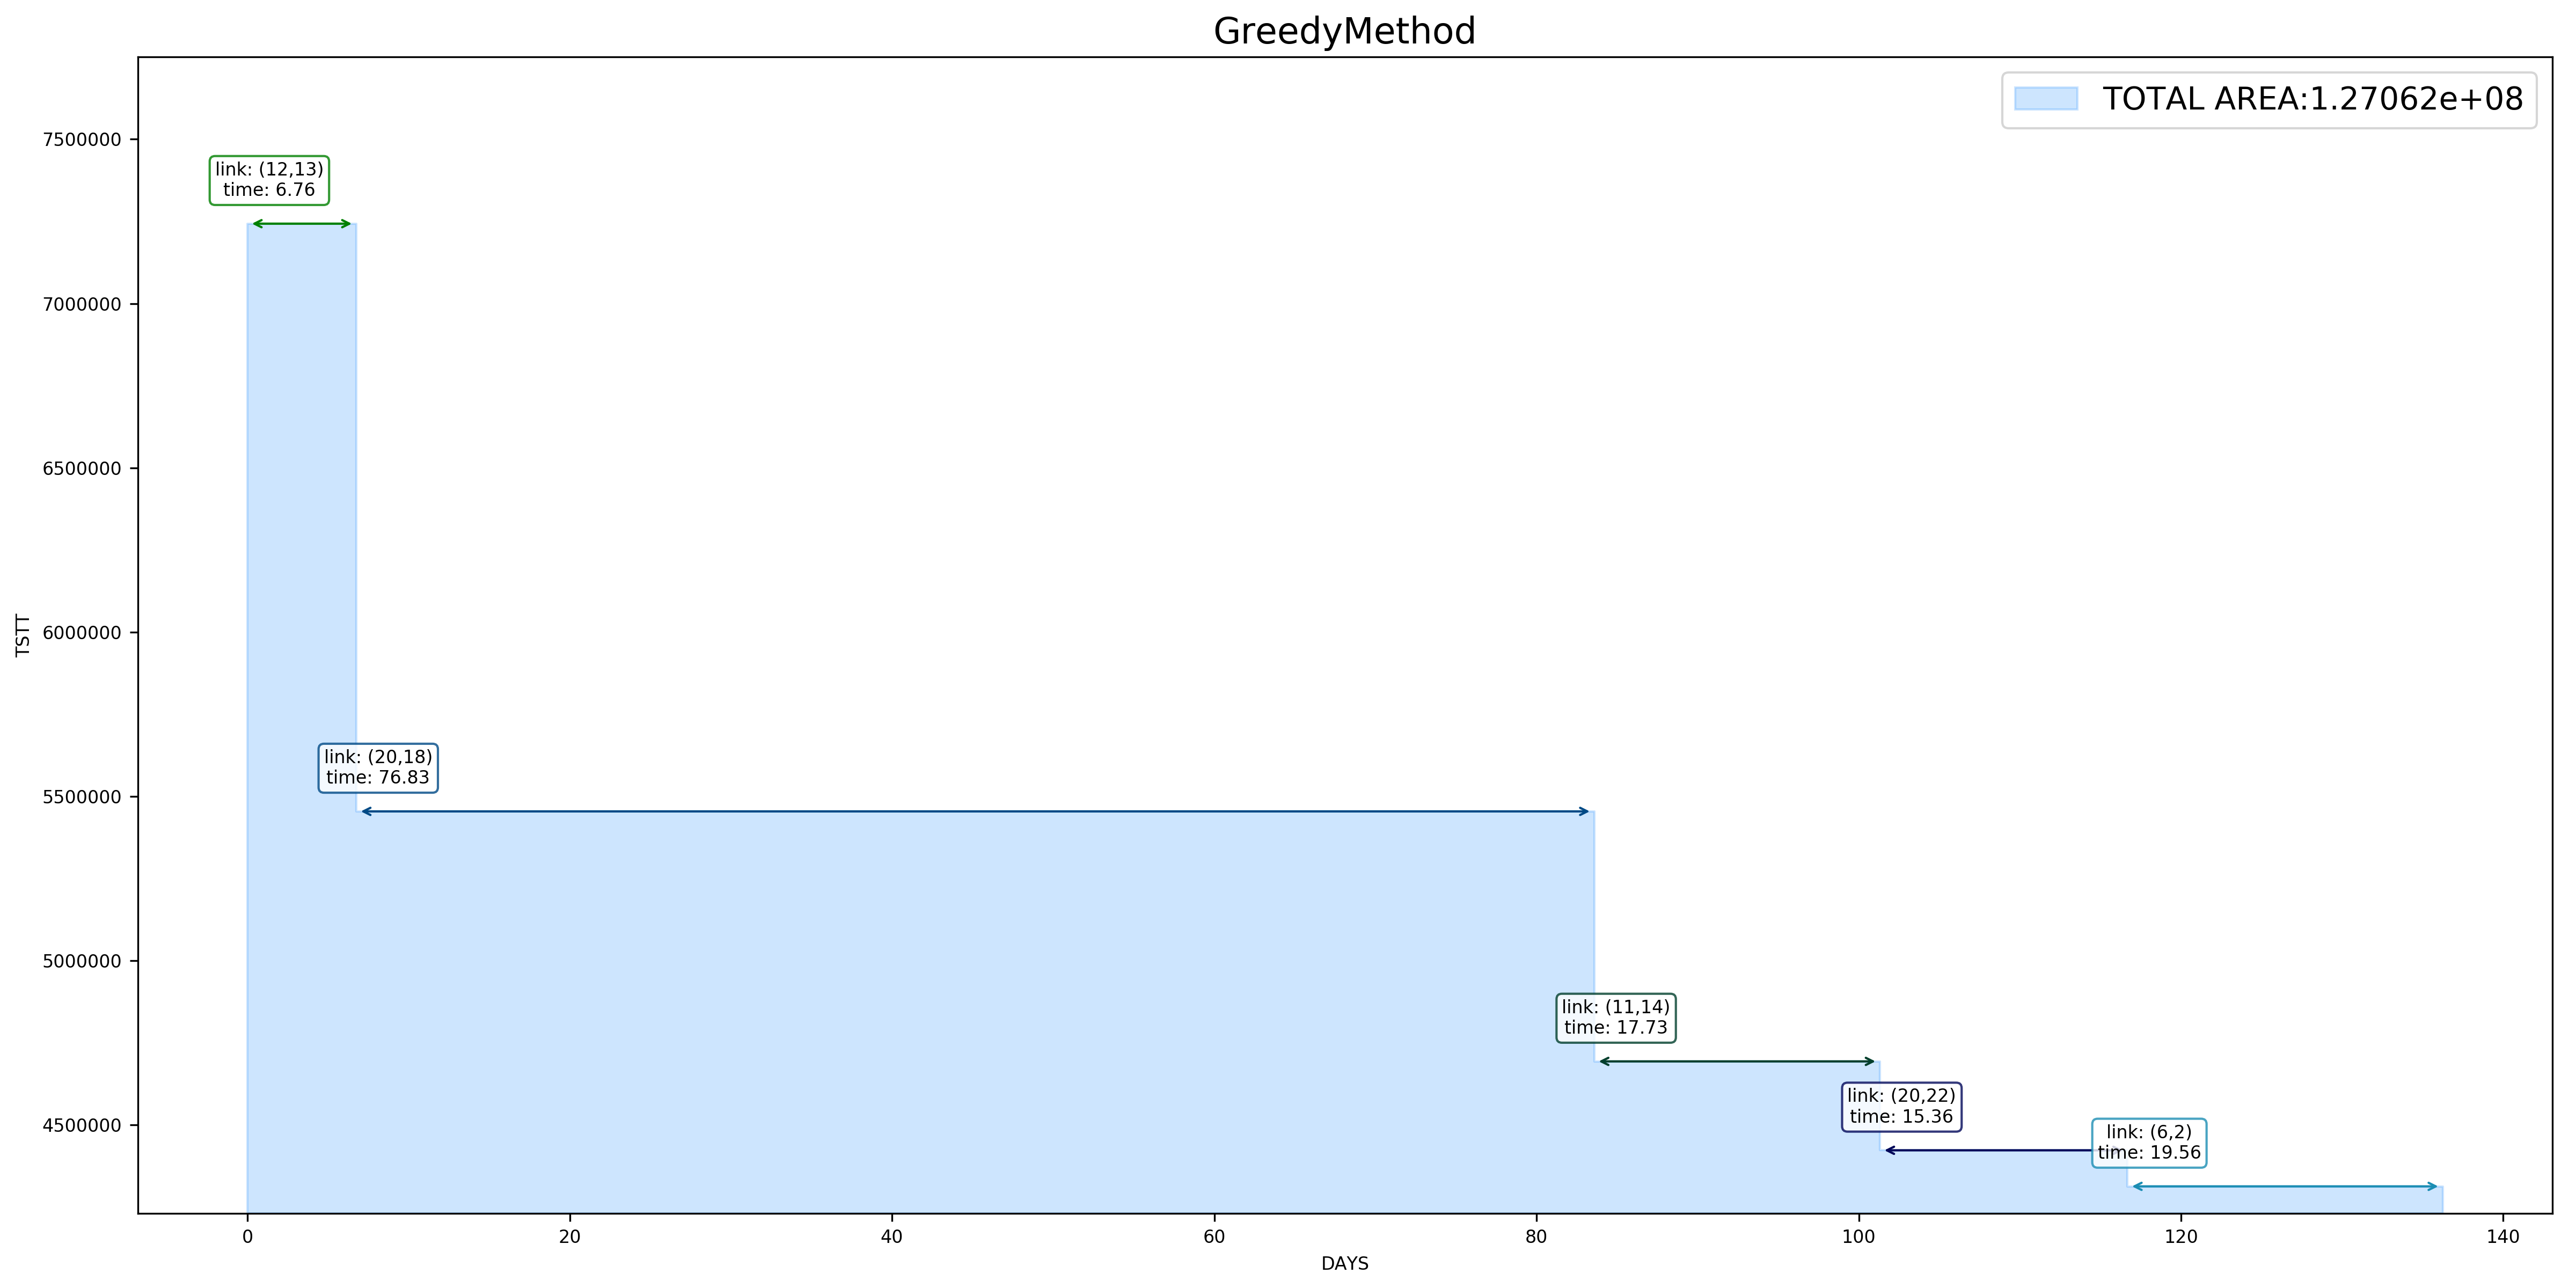 GreedyMethod
TOTAL AREA:1.27062e+08
7500000
link: (12,13)
time: 6.76
7000000
6500000
6000000
TSTT
link: (20,18)
time: 76.83
5500000
5000000
link: (11,14)
time: 17.73
link: (20,22)
time: 15.36
4500000
link: (6,2)
time: 19.56
0 20 40 60 80 100 120 140
DAYS